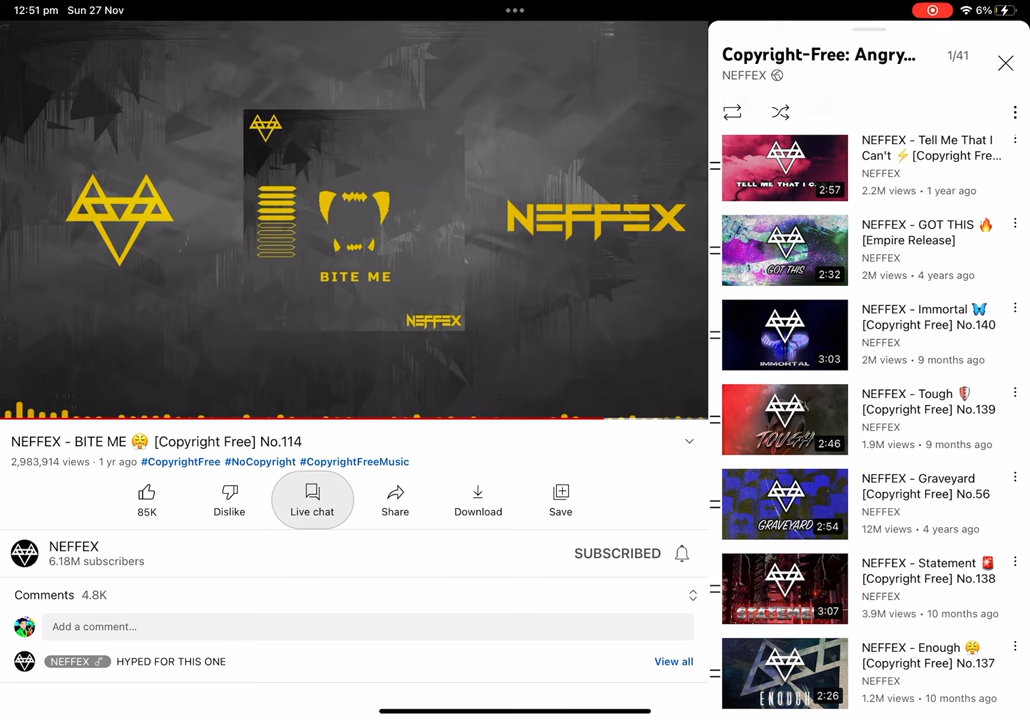 12:51 pm Sun 27 Nov
6%
BITE ME
NEFFEX
NEFFEX
NEFFEX - BITE ME 😤 [Copyright Free] No.114
2,983,914 views · 1 yr ago #CopyrightFree #NoCopyright #CopyrightFreeMusic
85K
Dislike
Live chat
Share
Download
Save
NEFFEX
6.18M subscribers
SUBSCRIBED
Comments 4.8K
Add a comment...
NEFFEX HYPED FOR THIS ONE
View all
Copyright-Free: Angry...
1/41
NEFFEX
TELL ME THAT I C
2:57
NEFFEX - Tell Me That I
Can't ⚡ [Copyright Fre...
NEFFEX
2.2M views • 1 year ago
GOT THIS
2:32
NEFFEX - GOT THIS 🔥
[Empire Release]
NEFFEX
2M views • 4 years ago
IMMORTAL
3:03
NEFFEX - Immortal 🦋
[Copyright Free] No.140
NEFFEX
2M views • 9 months ago
TOUGH
2:46
NEFFEX - Tough 🛡️
[Copyright Free] No.139
NEFFEX
1.9M views • 9 months ago
GRAVEYARD
2:54
NEFFEX - Graveyard
[Copyright Free] No.56
NEFFEX
12M views • 4 years ago
STATEME
3:07
NEFFEX - Statement 🚨
[Copyright Free] No.138
NEFFEX
3.9M views • 10 months ago
ENOUGH
2:26
NEFFEX - Enough 😤
[Copyright Free] No.137
NEFFEX
1.2M views • 10 months ago